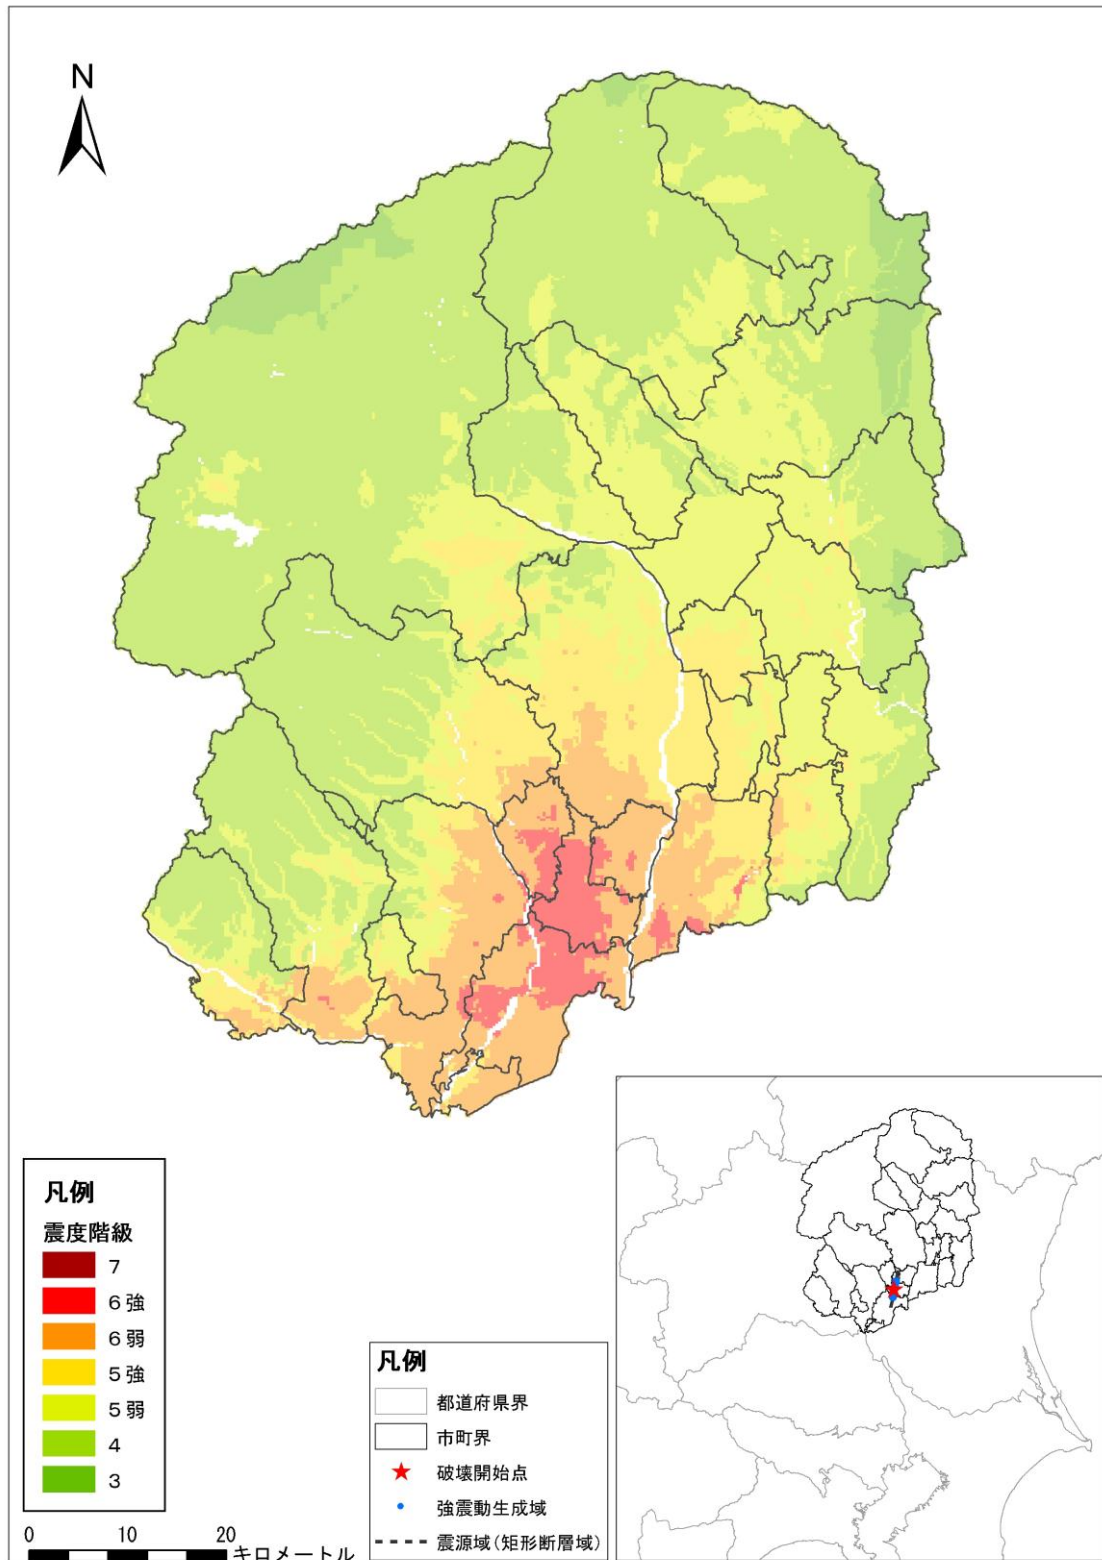 N
凡例
震度階級
7
6強
6弱
5強
5弱
4
3
0 10 20
キロメートル
凡例
都道府県界
市町界
破壊開始点
強震動生成域
震源域(矩形断層域)